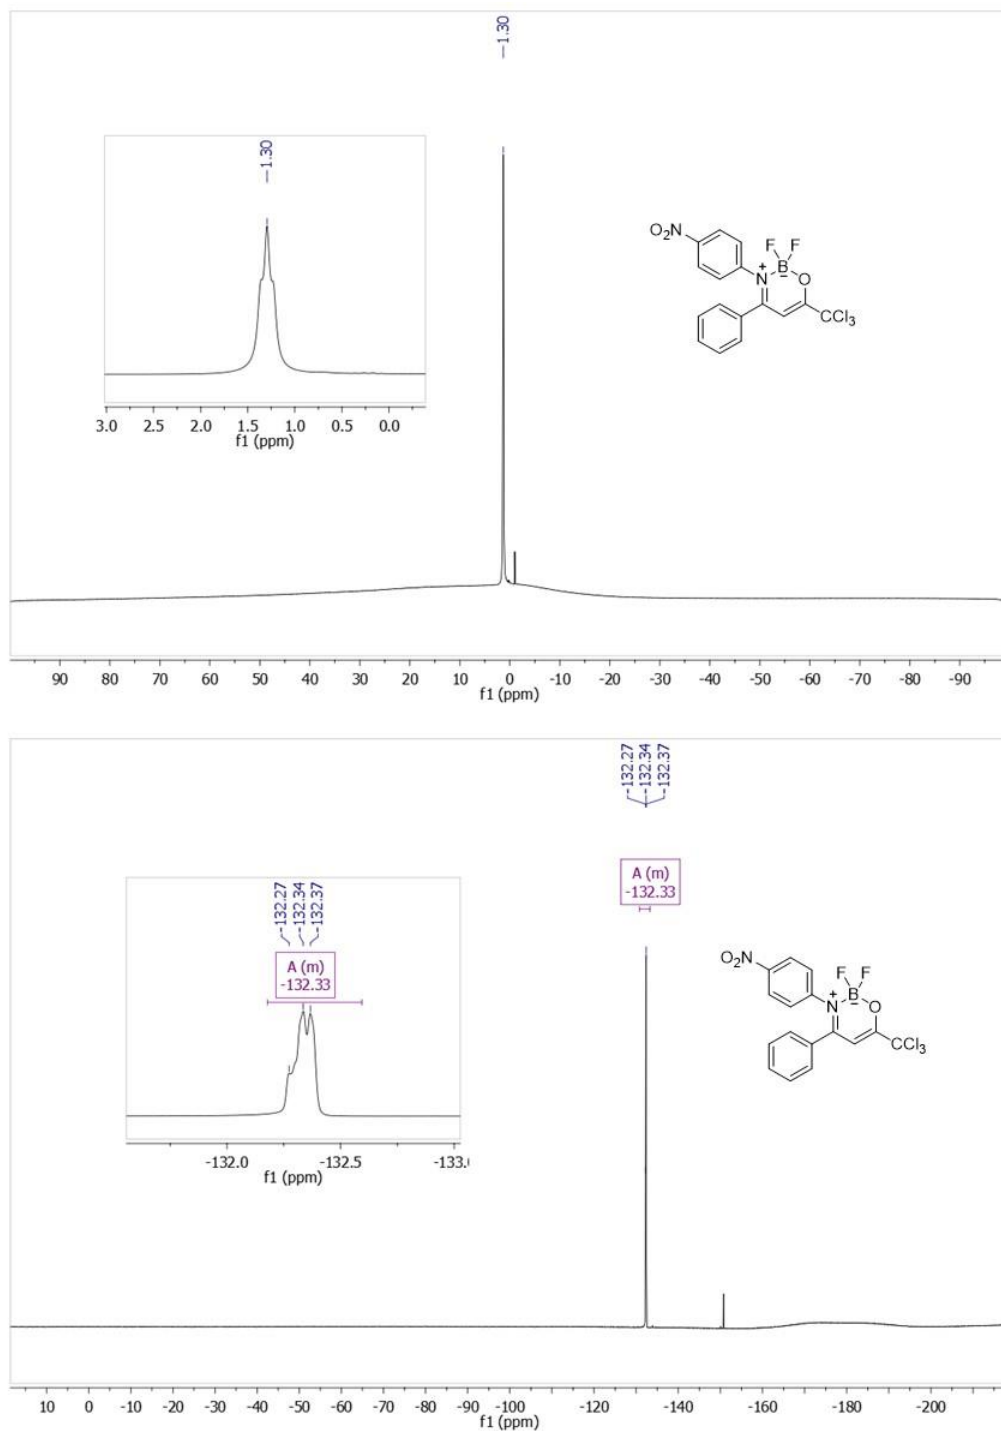 —1.30
—1.30
3.0 2.5 2.0 1.5 1.0 0.5 0.0
f1 (ppm)
O₂N
F F
N + B − O
CCl₃
90 80 70 60 50 40 30 20 10 0 -10 -20 -30 -40 -50 -60 -70 -80 -90
f1 (ppm)
-132.27
-132.34
-132.37
A (m)
-132.33
-132.27
-132.34
-132.37
A (m)
-132.33
-132.0 -132.5 -133.
f1 (ppm)
O₂N
F F
N + B − O
CCl₃
10 0 -10 -20 -30 -40 -50 -60 -70 -80 -90 -100 -120 -140 -160 -180 -200
f1 (ppm)